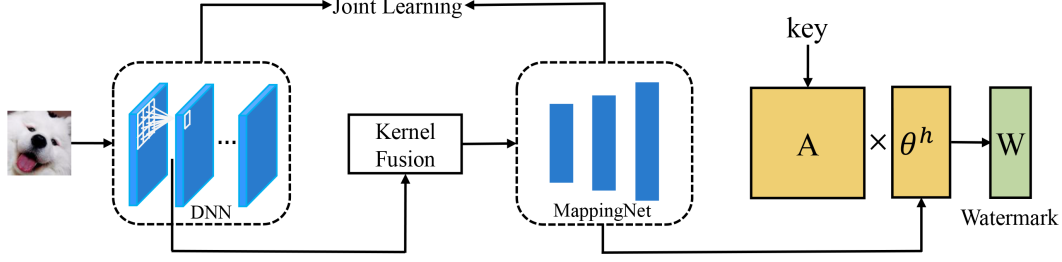 Joint Learning
DNN
Kernel
Fusion
MappingNet
key
A
×
θ^h
W
Watermark